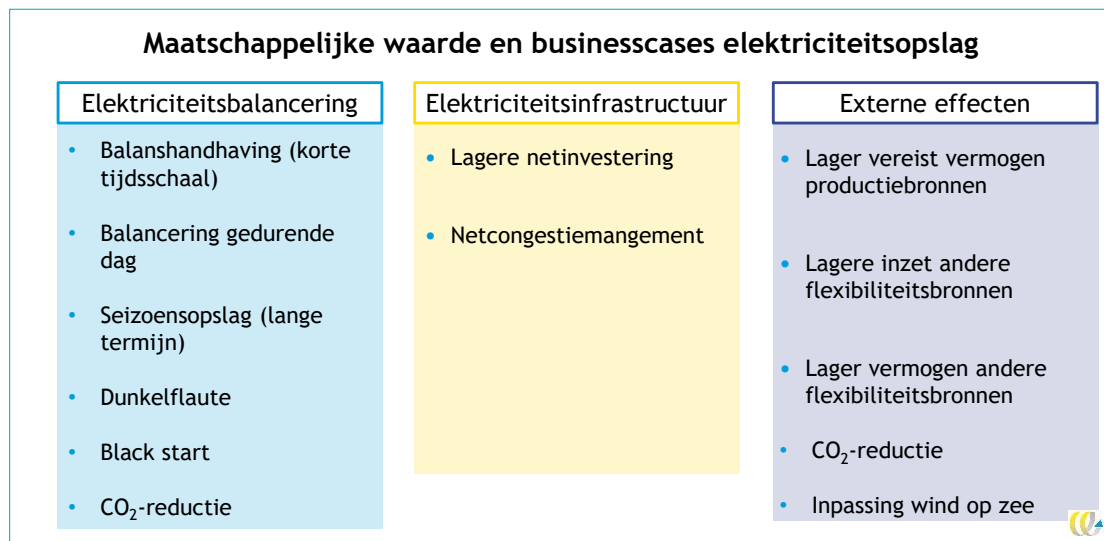 Maatschappelijke waarde en businesscases elektriciteitsopslag
Elektriciteitsbalancering
• Balanshandhaving (korte
tijdsschaal)
• Balancering gedurende
dag
• Seizoensopslag (lange
termijn)
• Dunkelflaute
• Black start
• CO₂-reductie
Elektriciteitsinfrastructuur
• Lagere netinvestering
• Netcongestiemangement
Externe effecten
• Lager vereist vermogen
productiebronnen
• Lagere inzet andere
flexibiliteitsbronnen
• Lager vermogen andere
flexibiliteitsbronnen
• CO₂-reductie
• Inpassing wind op zee